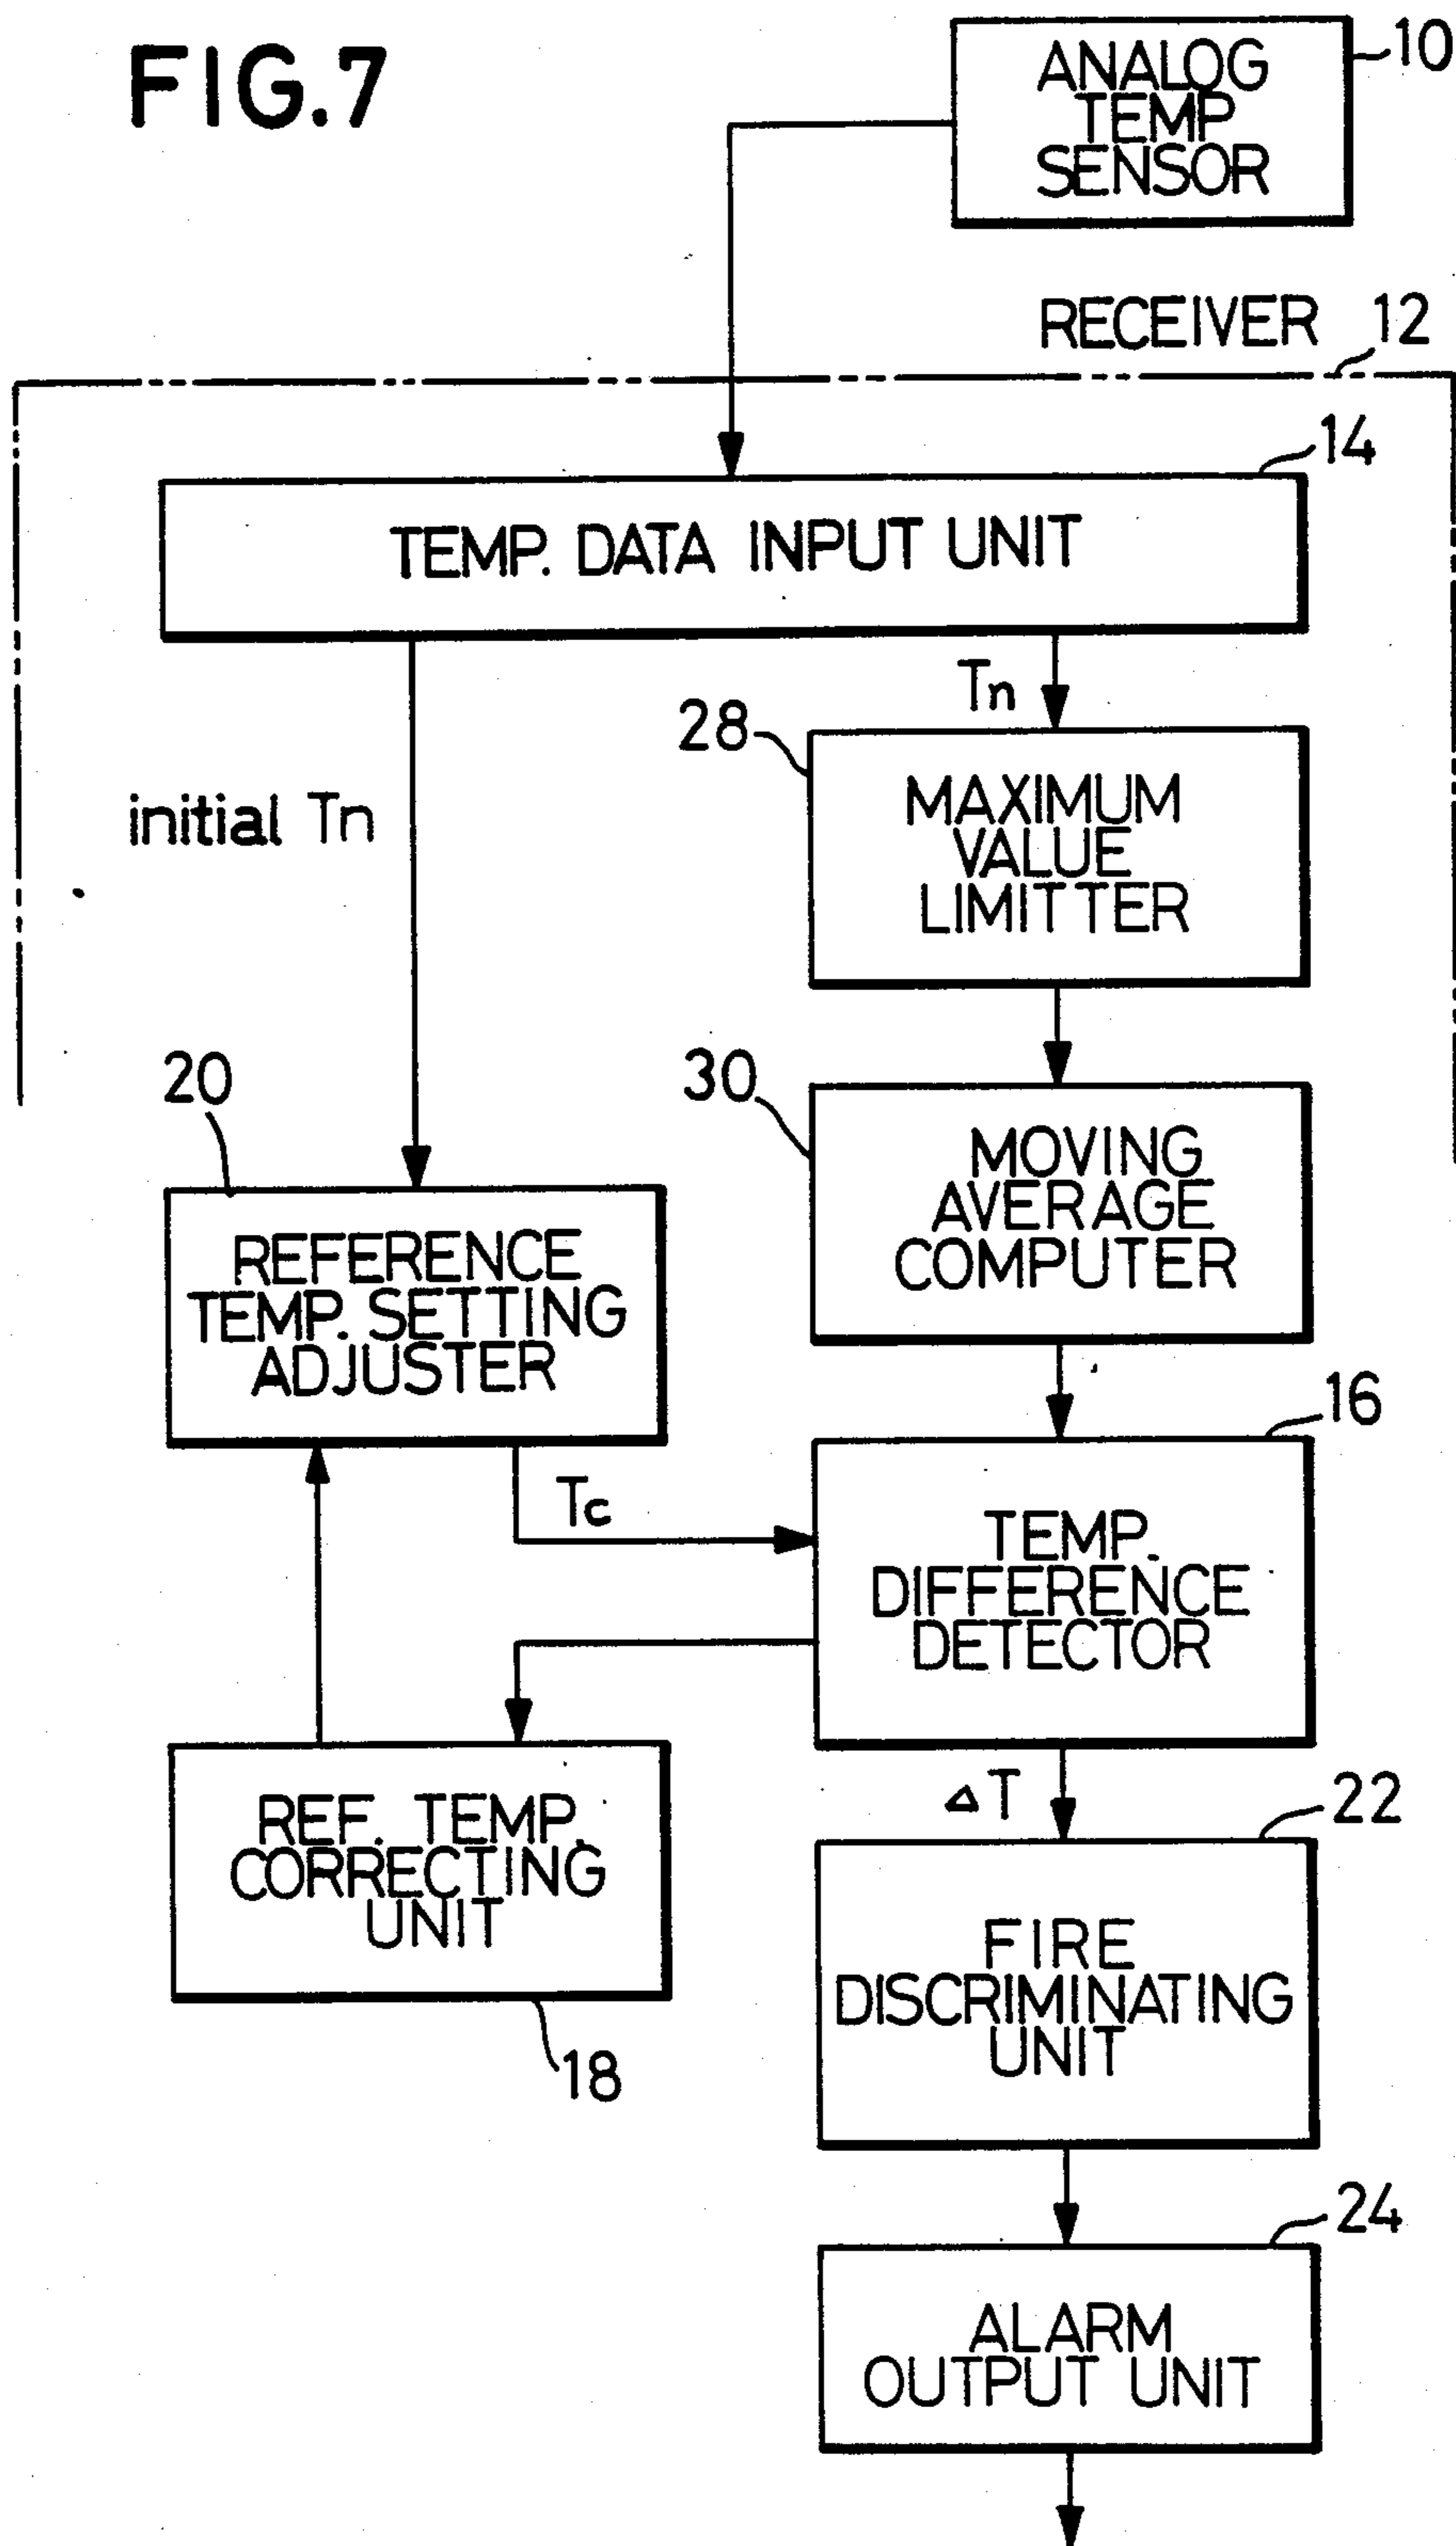 FIG.7
ANALOG
TEMP
SENSOR
10
RECEIVER
12
14
TEMP. DATA INPUT UNIT
Tn
28
initial Tn
MAXIMUM
VALUE
LIMITTER
20
30
MOVING
AVERAGE
COMPUTER
REFERENCE
TEMP. SETTING
ADJUSTER
16
Tc
TEMP.
DIFFERENCE
DETECTOR
REF. TEMP.
CORRECTING
UNIT
18
ΔT
22
FIRE
DISCRIMINATING
UNIT
24
ALARM
OUTPUT UNIT